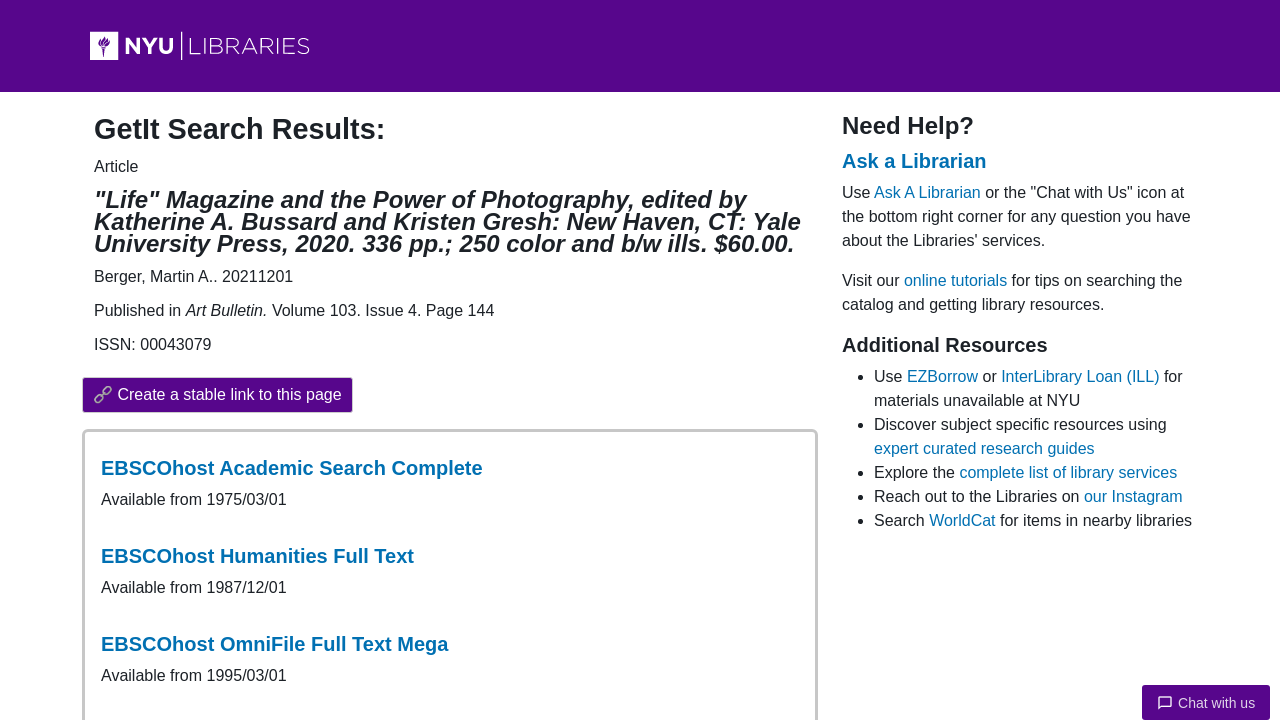 NYU LIBRARIES
GetIt Search Results:
Article
"Life" Magazine and the Power of Photography, edited by
Katherine A. Bussard and Kristen Gresh: New Haven, CT: Yale
University Press, 2020. 336 pp.; 250 color and b/w ills. $60.00.
Berger, Martin A.. 20211201
Published in Art Bulletin. Volume 103. Issue 4. Page 144
ISSN: 00043079
Create a stable link to this page
EBSCOhost Academic Search Complete
Available from 1975/03/01
EBSCOhost Humanities Full Text
Available from 1987/12/01
EBSCOhost OmniFile Full Text Mega
Available from 1995/03/01
Need Help?
Ask a Librarian
Use Ask A Librarian or the "Chat with Us" icon at
the bottom right corner for any question you have
about the Libraries' services.
Visit our online tutorials for tips on searching the
catalog and getting library resources.
Additional Resources
Use EZBorrow or InterLibrary Loan (ILL) for
materials unavailable at NYU
Discover subject specific resources using
expert curated research guides
Explore the complete list of library services
Reach out to the Libraries on our Instagram
Search WorldCat for items in nearby libraries
Chat with us